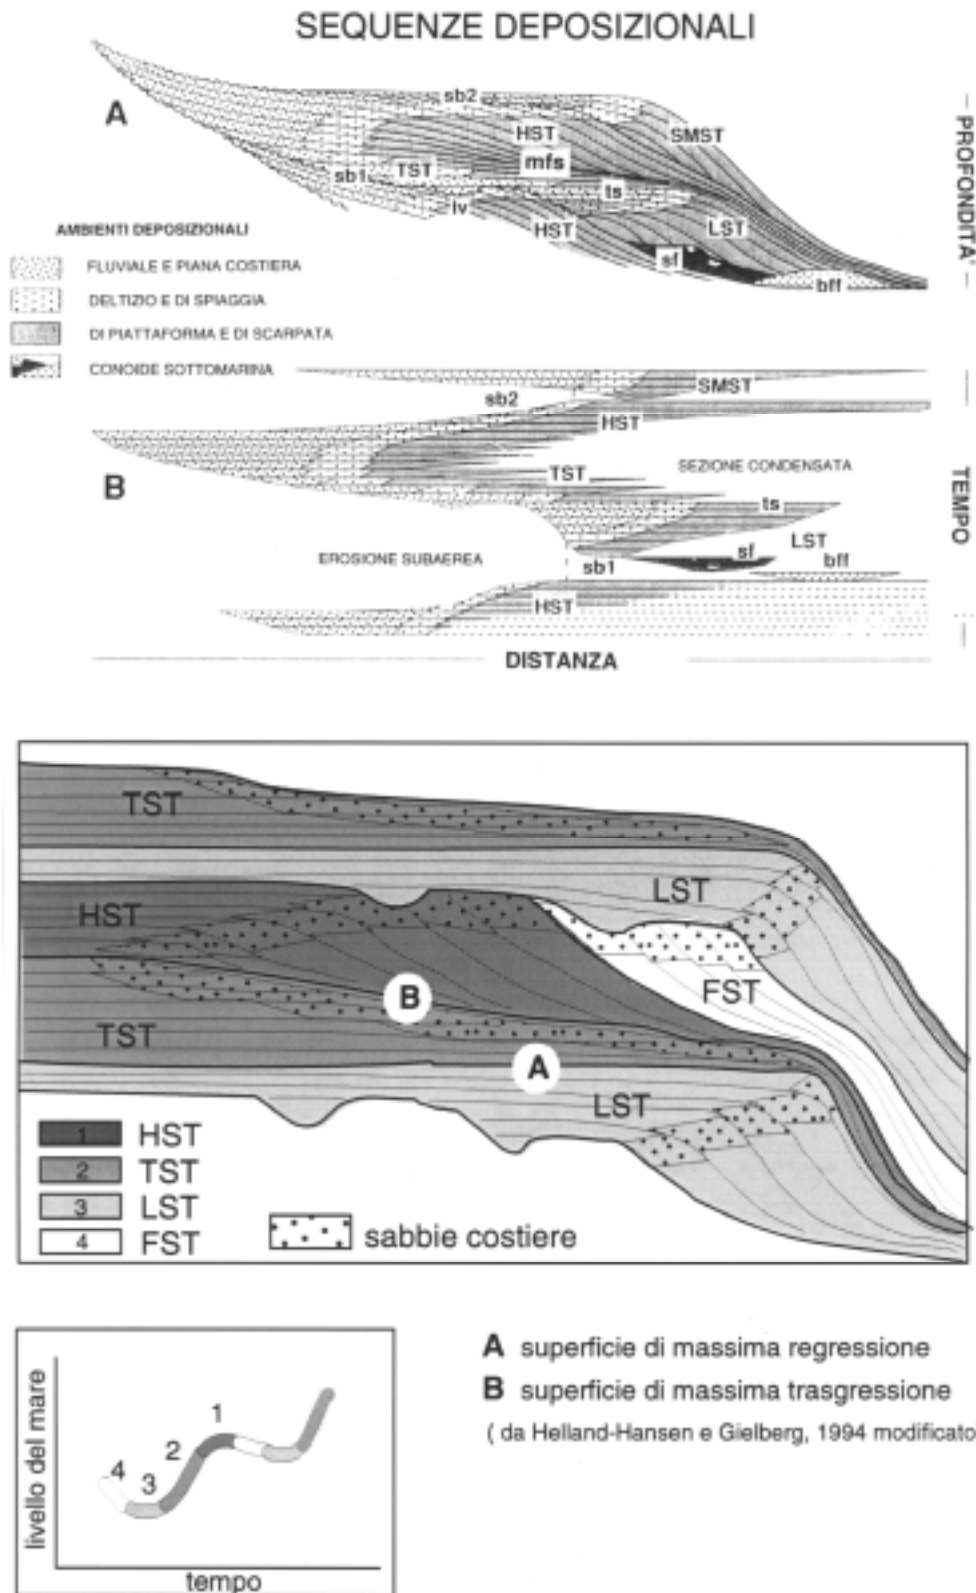 SEQUENZE DEPOSIZIONALI
A
sb2
HST
SMST
mfs
TST
sb1
ts
iv
HST
LST
sf
bff
PROFONDITA'
AMBIENTI DEPOSIZIONALI
FLUVIALE E PIANA COSTIERA
DELTIZIO E DI SPIAGGIA
DI PIATTAFORMA E DI SCARPATA
CONOIDE SOTTOMARINA
SMST
sb2
HST
TST
SEZIONE CONDENSATA
B
ts
LST
EROSIONE SUBAEREA
sf
sb1
bff
HST
TEMPO
DISTANZA
TST
LST
HST
B
FST
TST
A
LST
1 HST
2 TST
3 LST
4 FST
sabbie costiere
livello del mare
1
2
4
3
tempo
A superficie di massima regressione
B superficie di massima trasgressione
( da Helland-Hansen e Gielberg, 1994 modificato